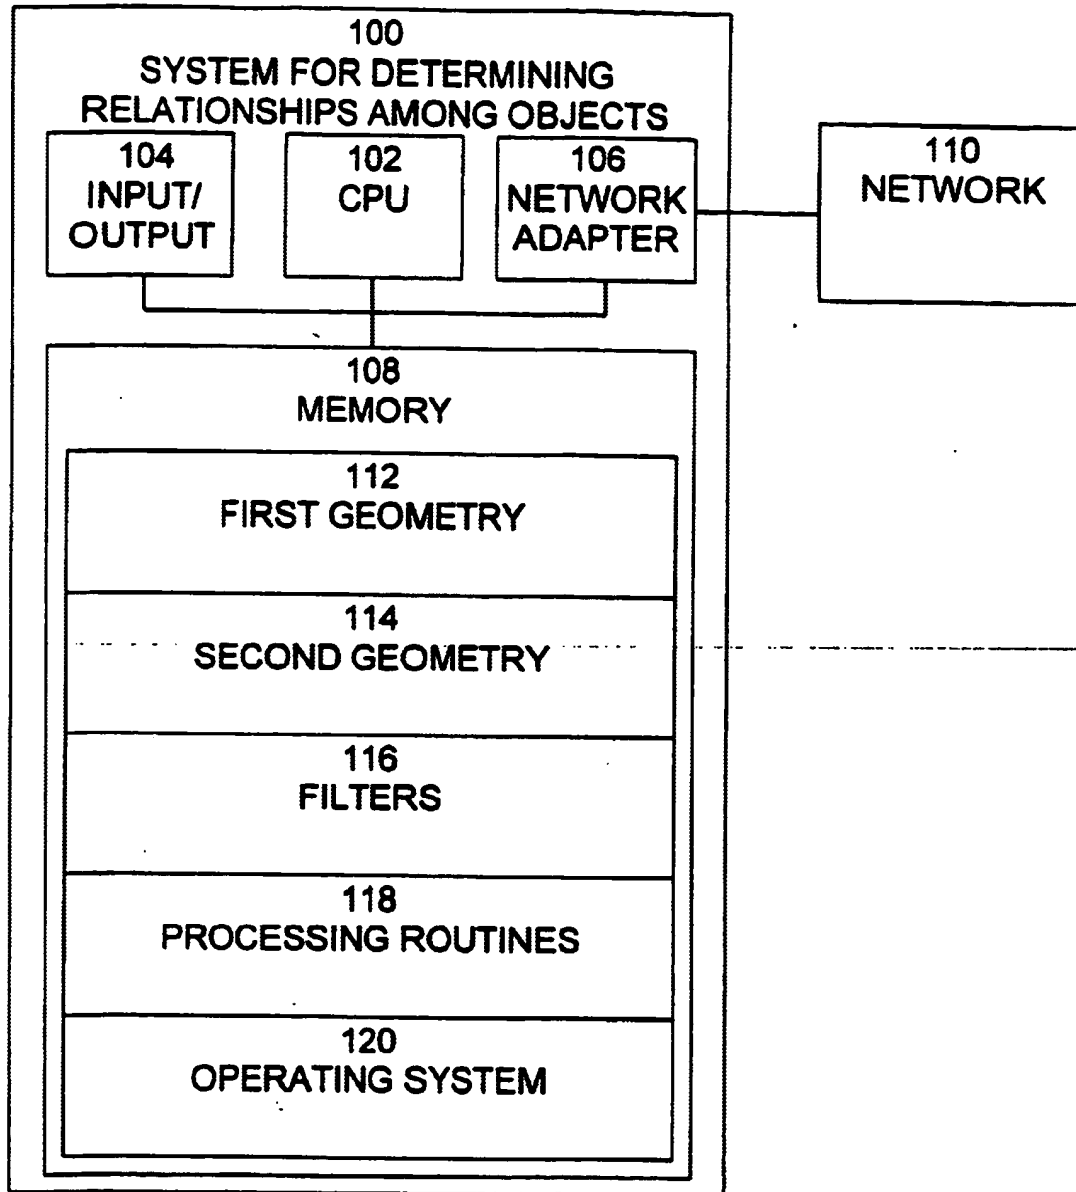 100
SYSTEM FOR DETERMINING
RELATIONSHIPS AMONG OBJECTS
104
INPUT/
OUTPUT
102
CPU
106
NETWORK
ADAPTER
110
NETWORK
108
MEMORY
112
FIRST GEOMETRY
114
SECOND GEOMETRY
116
FILTERS
118
PROCESSING ROUTINES
120
OPERATING SYSTEM